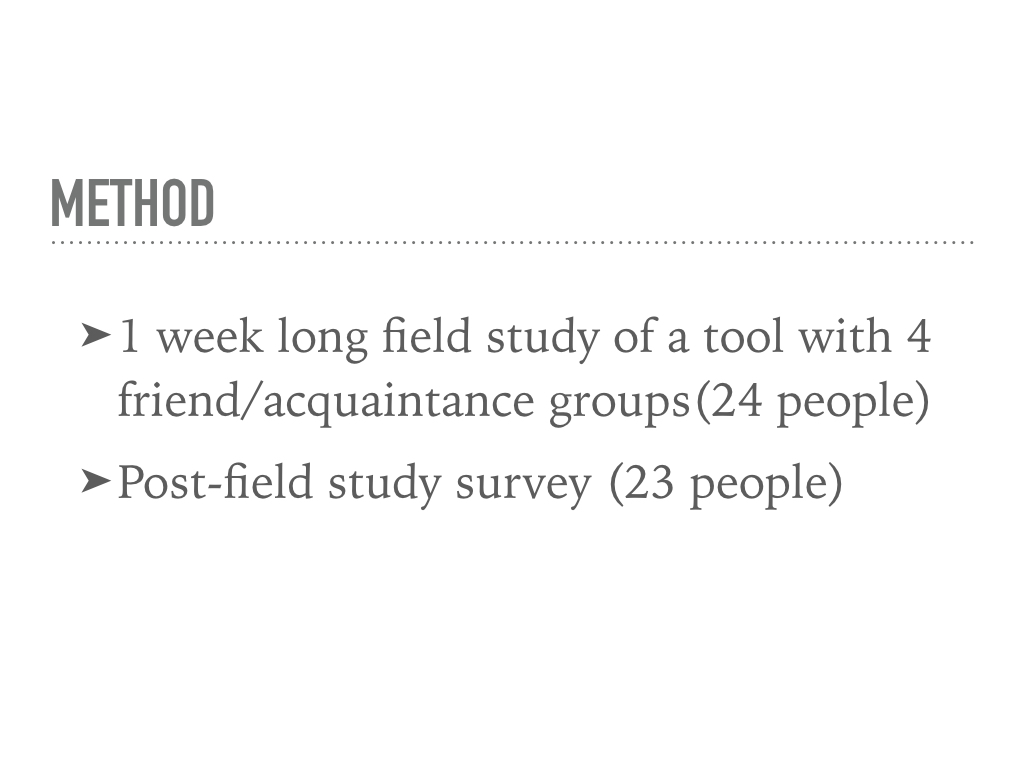 METHOD
➤ 1 week long field study of a tool with 4
friend/acquaintance groups(24 people)
➤ Post-field study survey (23 people)